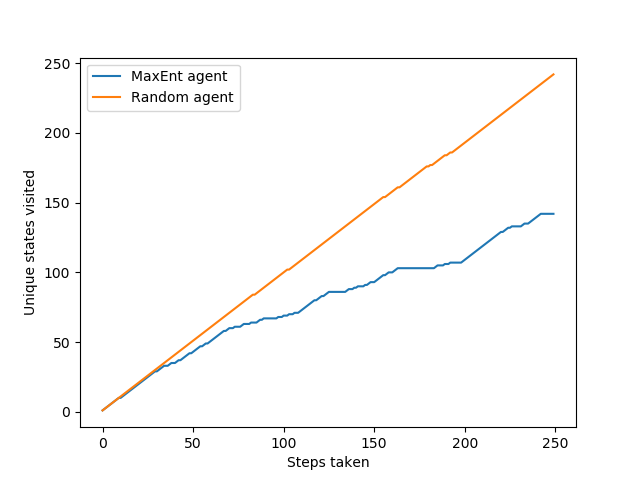 250
200
150
100
50
0
Unique states visited
MaxEnt agent
Random agent
0 50 100 150 200 250
Steps taken